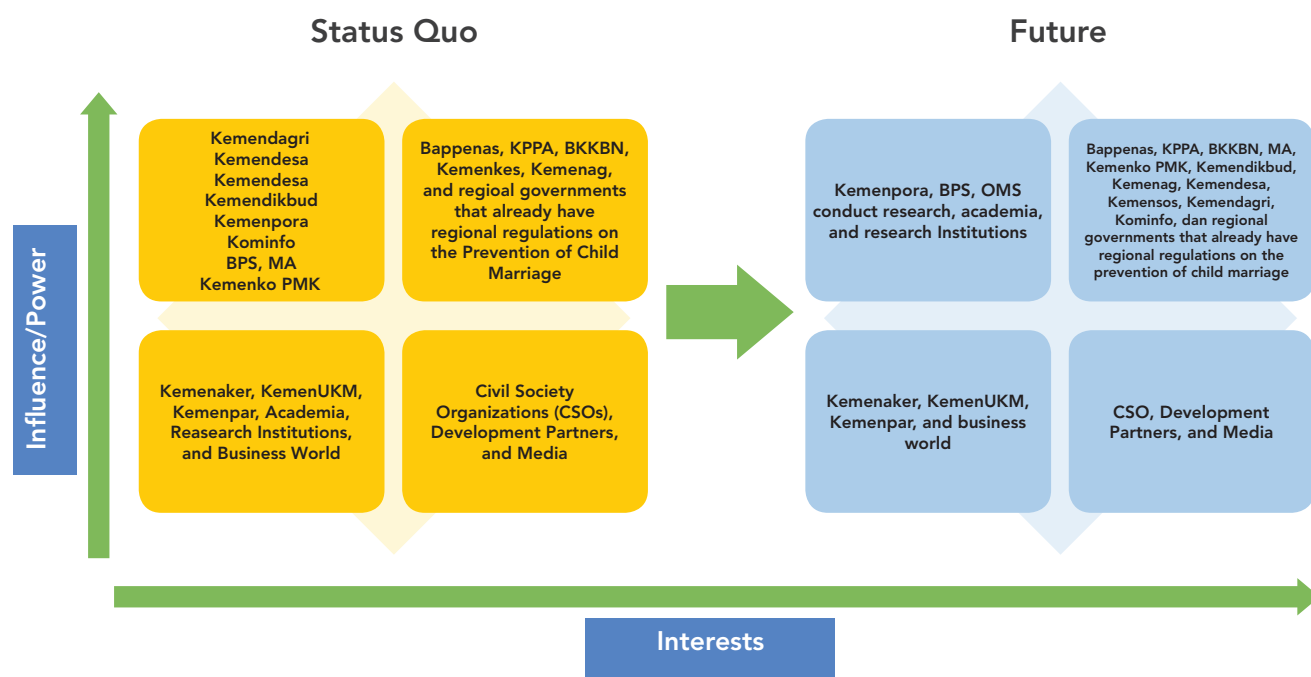 Status Quo
Future
Influence/Power
Kemendagri
Kemendesa
Kemendesa
Kemendikbud
Kemenpora
Kominfo
BPS, MA
Kemenko PMK
Bappenas, KPPA, BKKBN,
Kemenkes, Kemenag,
and regioal governments
that already have
regional regulations on
the Prevention of Child
Marriage
Kemenpora, BPS, OMS
conduct research, academia,
and research Institutions
Bappenas, KPPA, BKKBN, MA,
Kemenko PMK, Kemendikbud,
Kemenag, Kemendesa,
Kemensos, Kemendagri,
Kominfo, dan regional
governments that already have
regional regulations on the
prevention of child marriage
Kemenaker, KemenUKM,
Kemenpar, Academia,
Reasearch Institutions,
and Business World
Civil Society
Organizations (CSOs),
Development Partners,
and Media
Kemenaker, KemenUKM,
Kemenpar, and business
world
CSO, Development
Partners, and Media
Interests